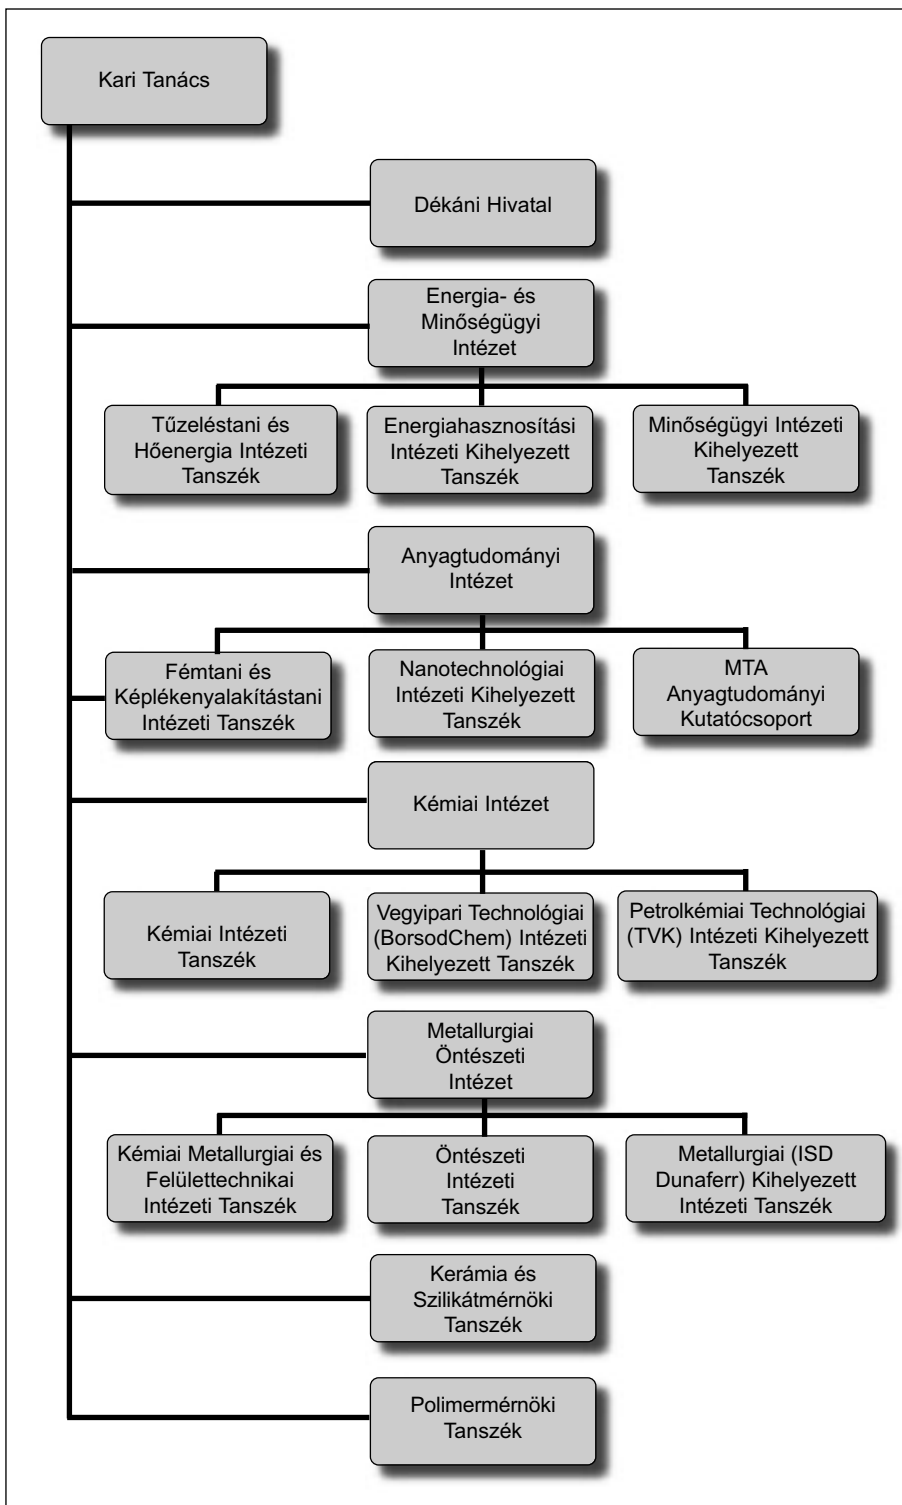 Kari Tanács
Dékáni Hivatal
Energia- és
Minőségügyi
Intézet
Tűzeléstani és
Hőenergia Intézeti
Tanszék
Energiahasznosítási
Intézeti Kihelyezett
Tanszék
Minőségügyi Intézeti
Kihelyezett
Tanszék
Anyagtudományi
Intézet
Fémtani és
Képlékenyalakítástani
Intézeti Tanszék
Nanotechnológiai
Intézeti Kihelyezett
Tanszék
MTA
Anyagtudományi
Kutatócsoport
Kémiai Intézet
Kémiai Intézeti
Tanszék
Vegyipari Technológiai
(BorsodChem) Intézeti
Kihelyezett Tanszék
Petrolkémiai Technológiai
(TVK) Intézeti Kihelyezett
Tanszék
Metallurgiai
Öntészeti
Intézet
Kémiai Metallurgiai és
Felülettechnikai
Intézeti Tanszék
Öntészeti
Intézeti
Tanszék
Metallurgiai (ISD
Dunaferr) Kihelyezett
Intézeti Tanszék
Kerámia és
Szilikátmérnöki
Tanszék
Polimermérnöki
Tanszék